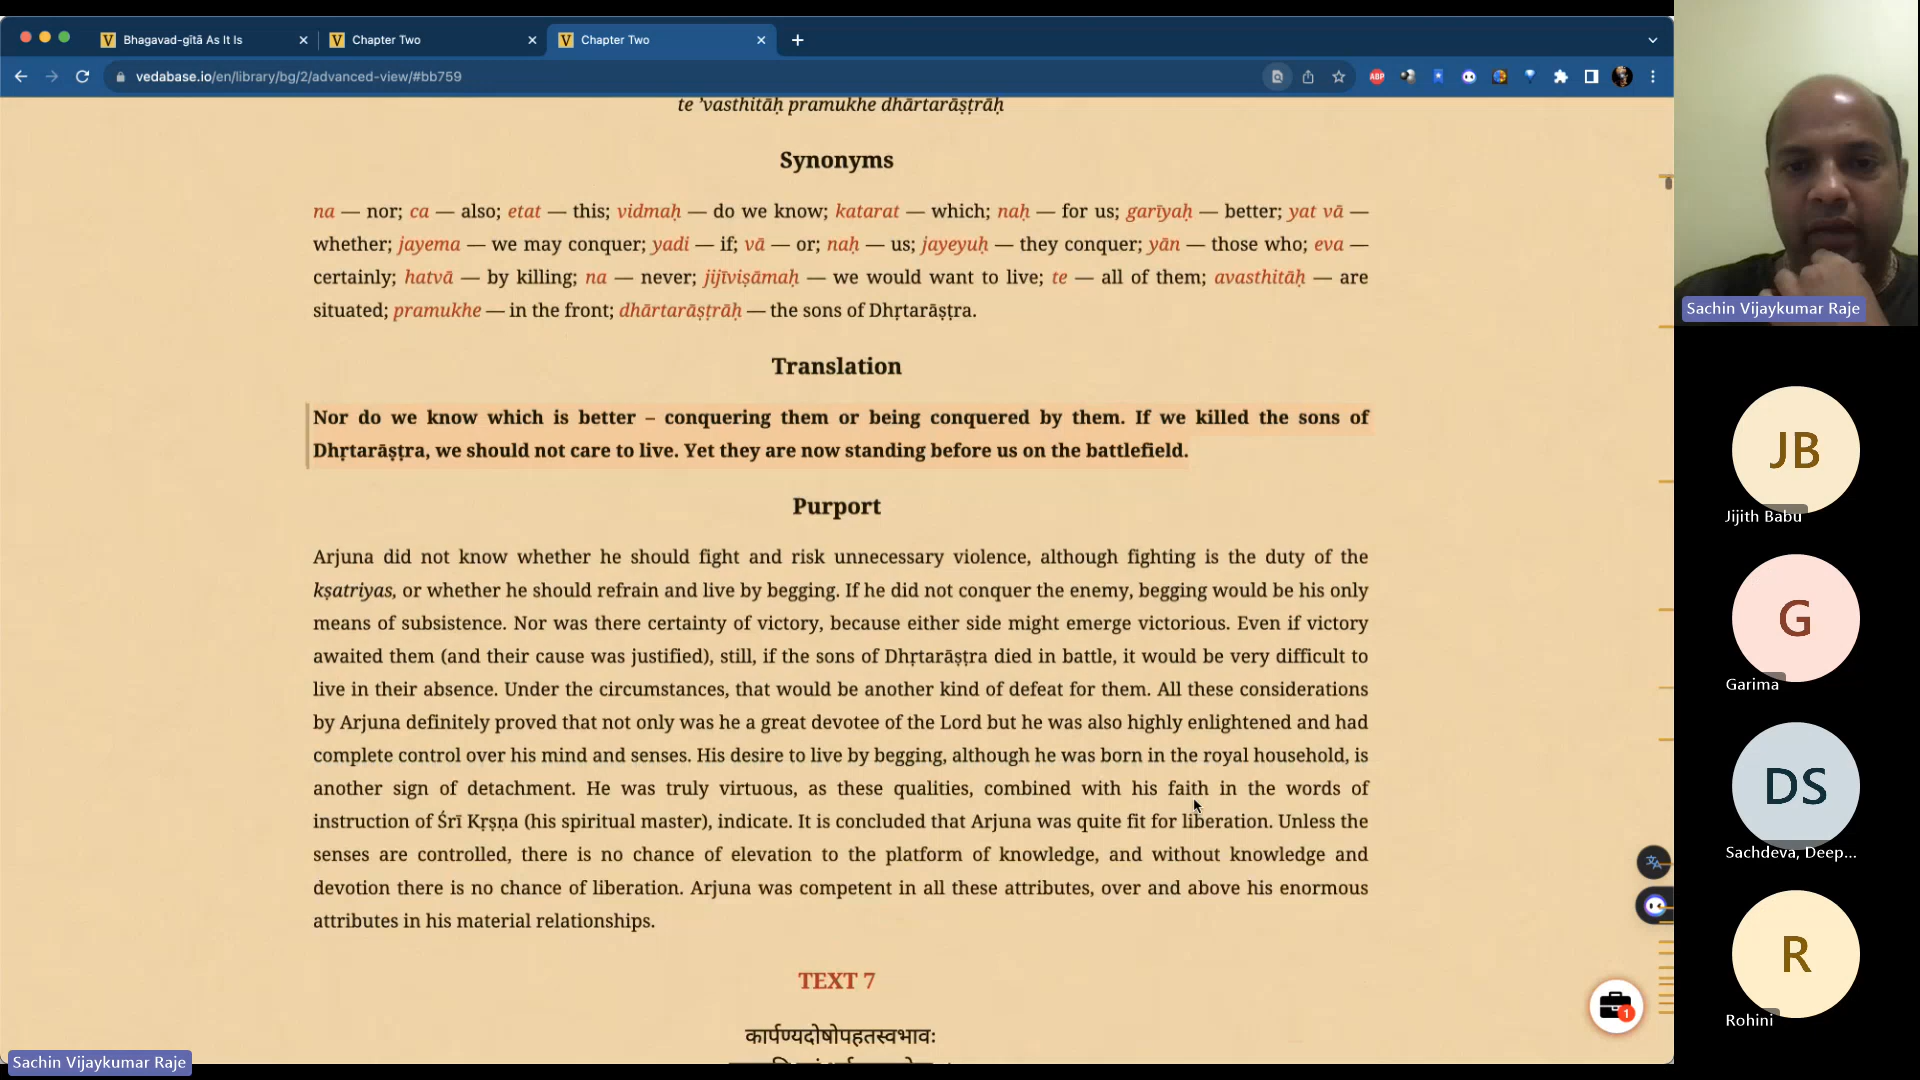 Bhagavad-gītā As It Is
Chapter Two
Chapter Two
vedabase.io/en/library/bg/2/advanced-view/#bb759
ABP
te ’vasthitāḥ pramukhe dhārtarāṣṭrāḥ
Synonyms
na — nor; ca — also; etat — this; vidmaḥ — do we know; katarat — which; naḥ — for us; garīyaḥ — better; yat vā —
whether; jayema — we may conquer; yadi — if; vā — or; naḥ — us; jayeyuḥ — they conquer; yān — those who; eva —
certainly; hatvā — by killing; na — never; jijīviṣāmaḥ — we would want to live; te — all of them; avasthitāḥ — are
situated; pramukhe — in the front; dhārtarāṣṭrāḥ — the sons of Dhṛtarāṣṭra.
Translation
Nor do we know which is better – conquering them or being conquered by them. If we killed the sons of
Dhṛtarāṣṭra, we should not care to live. Yet they are now standing before us on the battlefield.
Purport
Arjuna did not know whether he should fight and risk unnecessary violence, although fighting is the duty of the
kṣatriyas, or whether he should refrain and live by begging. If he did not conquer the enemy, begging would be his only
means of subsistence. Nor was there certainty of victory, because either side might emerge victorious. Even if victory
awaited them (and their cause was justified), still, if the sons of Dhṛtarāṣṭra died in battle, it would be very difficult to
live in their absence. Under the circumstances, that would be another kind of defeat for them. All these considerations
by Arjuna definitely proved that not only was he a great devotee of the Lord but he was also highly enlightened and had
complete control over his mind and senses. His desire to live by begging, although he was born in the royal household, is
another sign of detachment. He was truly virtuous, as these qualities, combined with his faith in the words of
instruction of Śrī Kṛṣṇa (his spiritual master), indicate. It is concluded that Arjuna was quite fit for liberation. Unless the
senses are controlled, there is no chance of elevation to the platform of knowledge, and without knowledge and
devotion there is no chance of liberation. Arjuna was competent in all these attributes, over and above his enormous
attributes in his material relationships.
TEXT 7
कार्पण्यदोषोपहतस्वभावः
1
Sachin Vijaykumar Raje
Sachin Vijaykumar Raje
JB
Jijith Babu
G
Garima
DS
Sachdeva, Deep...
R
Rohini